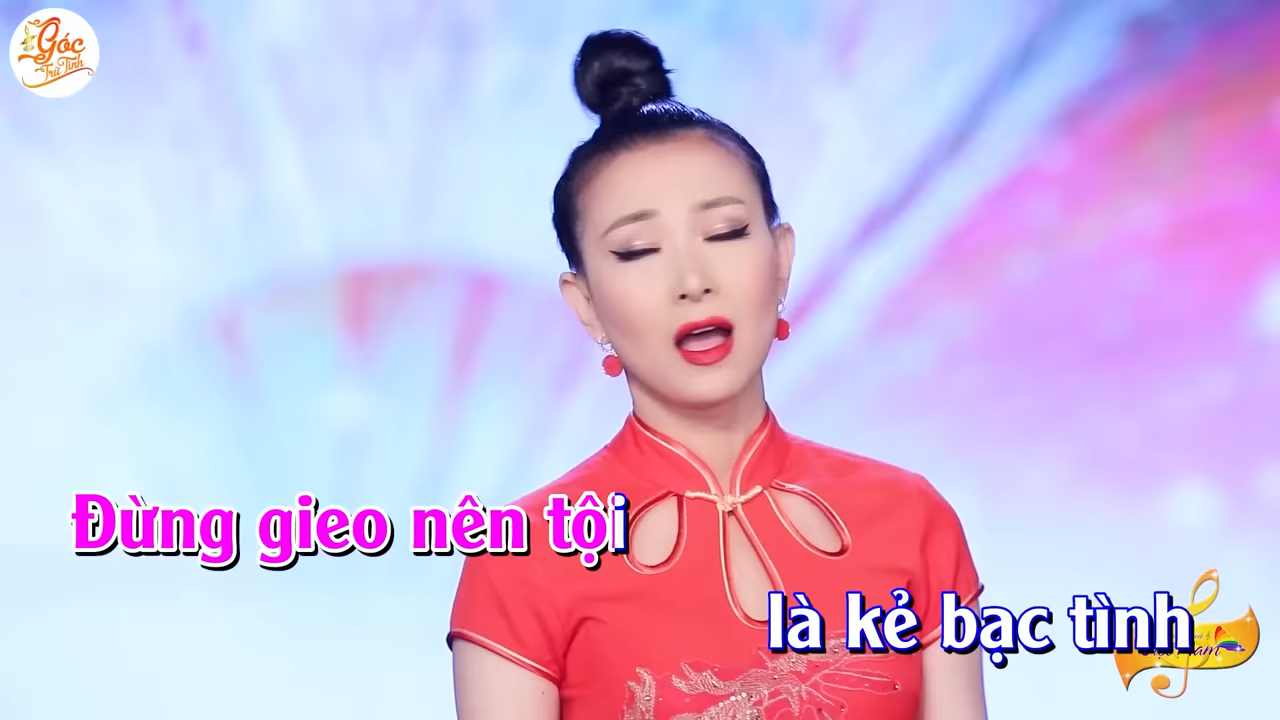 Góc
Trữ Tình
Đừng gieo nên tội
là kẻ bạc tình